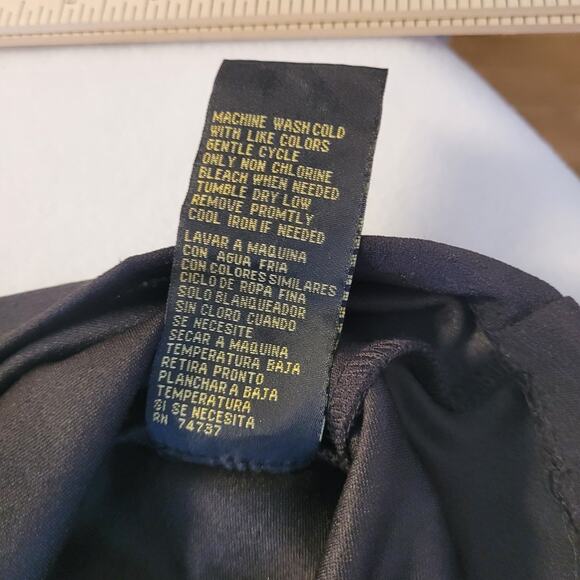 MACHINE WASH COLD
WITH LIKE COLORS
GENTLE CYCLE
ONLY NON CHLORINE
BLEACH WHEN NEEDED
TUMBLE DRY LOW
REMOVE PROMTLY
COOL IRON IF NEEDED
LAVAR A MAQUINA
CON AGUA FRIA
CON COLORES SIMILARES
CICLO DE ROPA FINA
SOLO BLANQUEADOR
SIN CLORO CUANDO
SE NECESITE
SECAR A MAQUINA
TEMPERATURA BAJA
RETIRA PRONTO
PLANCHAR A BAJA
TEMPERATURA
SI SE NECESITA
RN 74737